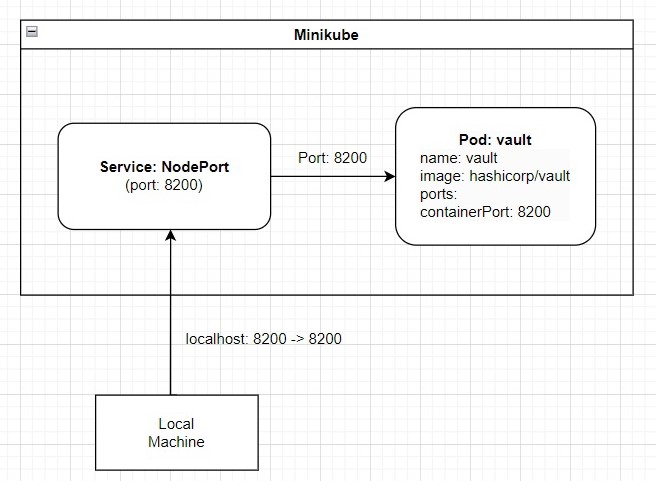 Minikube
Service: NodePort
(port: 8200)
Port: 8200
Pod: vault
name: vault
image: hashicorp/vault
ports:
containerPort: 8200
localhost: 8200 -> 8200
Local
Machine